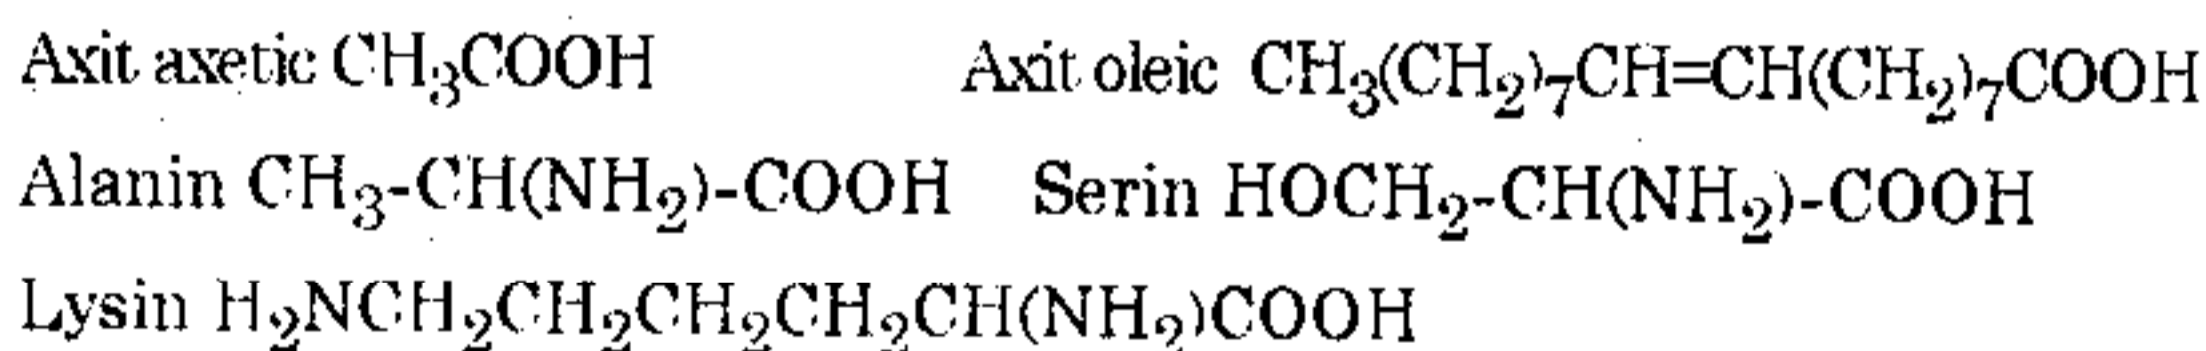 Axit axetic CH₃COOH Axit oleic CH₃(CH₂)₇CH=CH(CH₂)₇COOH
Alanin CH₃-CH(NH₂)-COOH Serin HOCH₂-CH(NH₂)-COOH
Lysin H₂NCH₂CH₂CH₂CH₂CH(NH₂)COOH